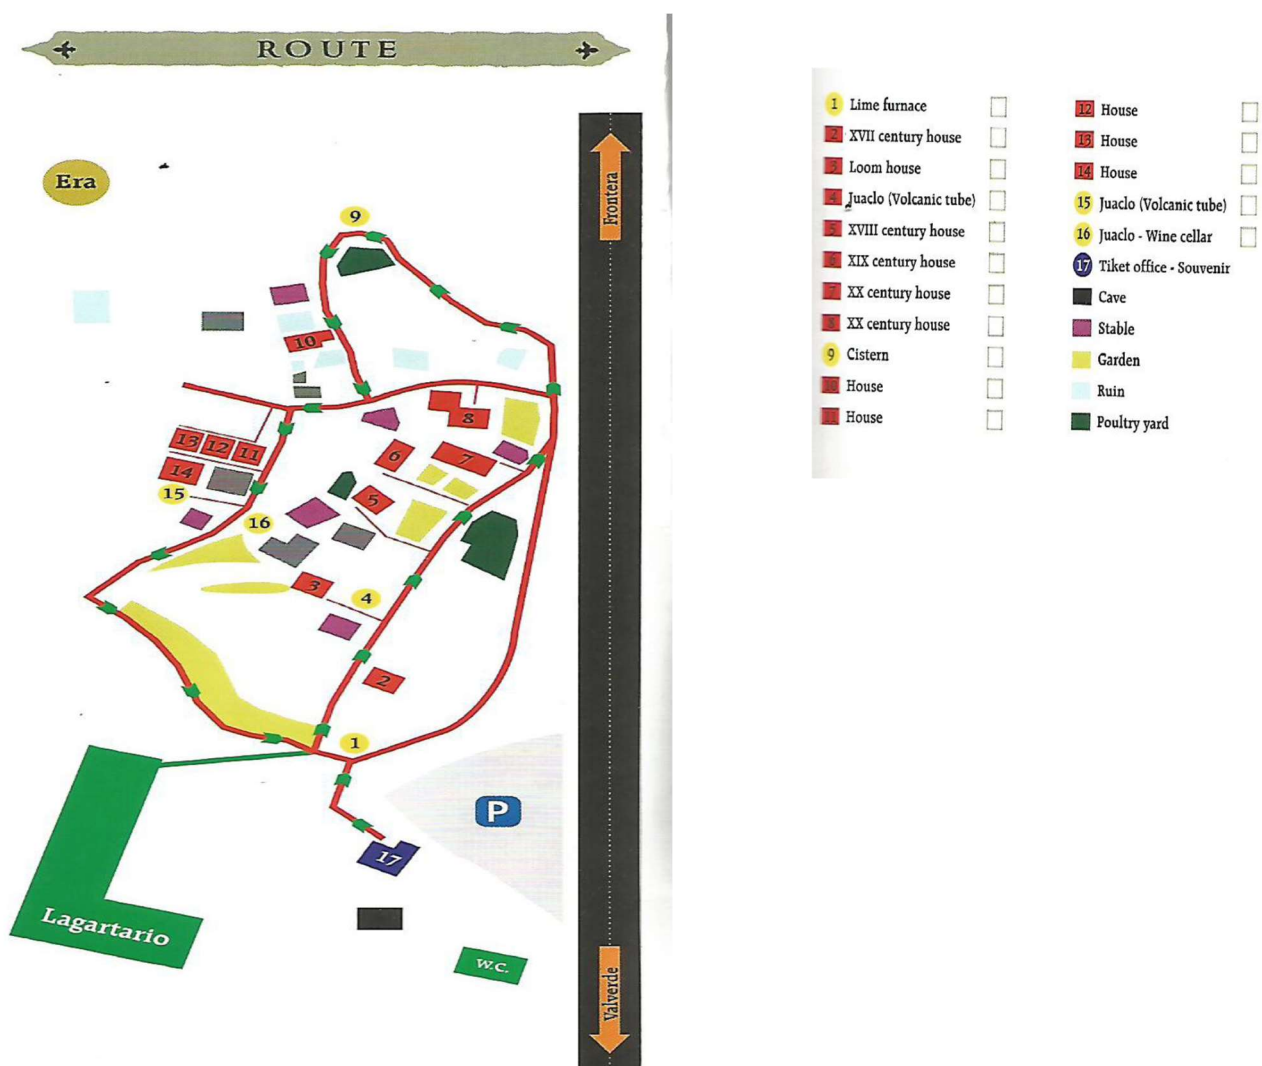 ROUTE
Era
Frontera
9
10
8
13 12 11
6
7
14
15
5
16
3
4
2
1
P
17
Lagartario
W.C.
Valverde
1 Lime furnace
2 XVII century house
3 Loom house
4 Juaclo (Volcanic tube)
5 XVIII century house
6 XIX century house
7 XX century house
8 XX century house
9 Cistern
10 House
11 House
12 House
13 House
14 House
15 Juaclo (Volcanic tube)
16 Juaclo - Wine cellar
17 Tiket office - Souvenir
Cave
Stable
Garden
Ruin
Poultry yard